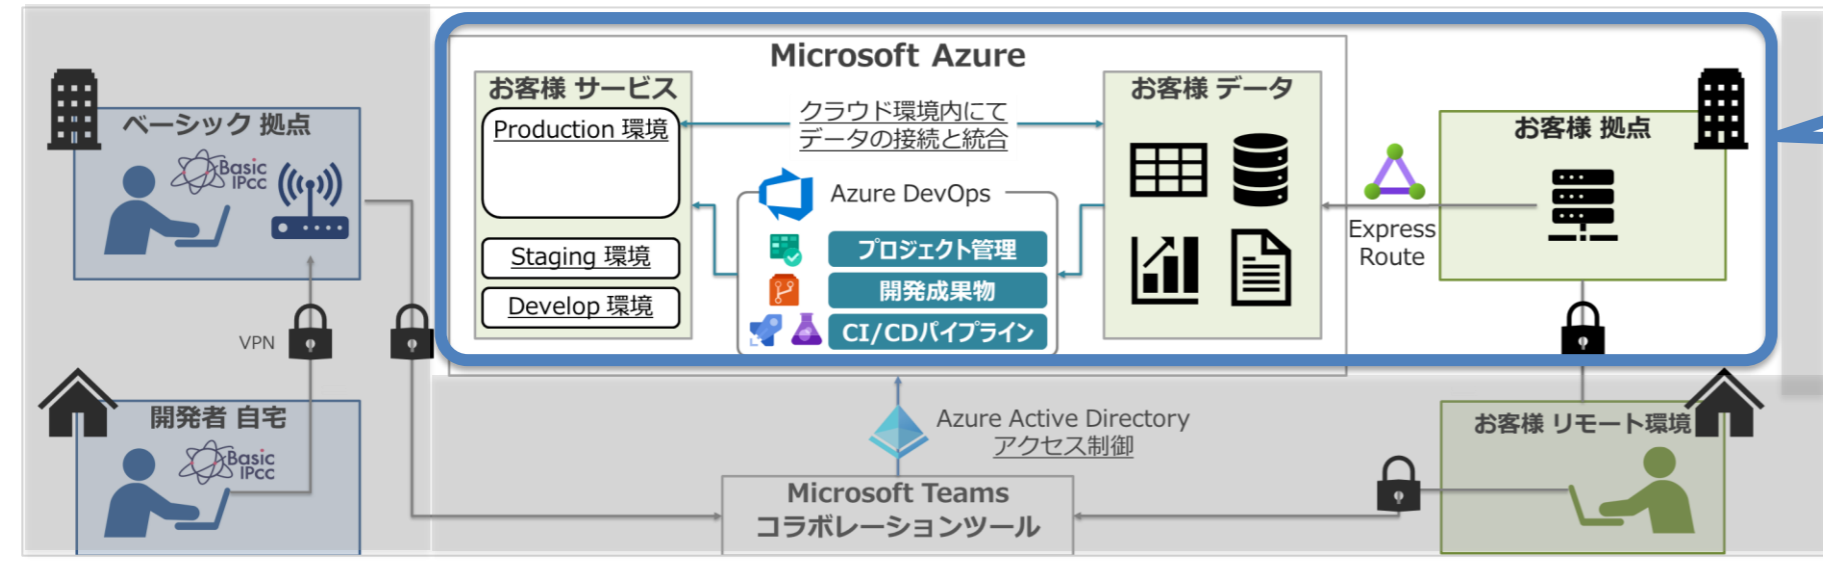 Microsoft Azure
お客様 サービス
Production 環境
Staging 環境
Develop 環境
クラウド環境内にて
データの接続と統合
Azure DevOps
プロジェクト管理
開発成果物
CI/CDパイプライン
お客様 データ
Express
Route
お客様 拠点
ベーシック 拠点
Basic
IPcc
VPN
開発者 自宅
Basic
IPcc
Azure Active Directory
アクセス制御
Microsoft Teams
コラボレーションツール
お客様 リモート環境